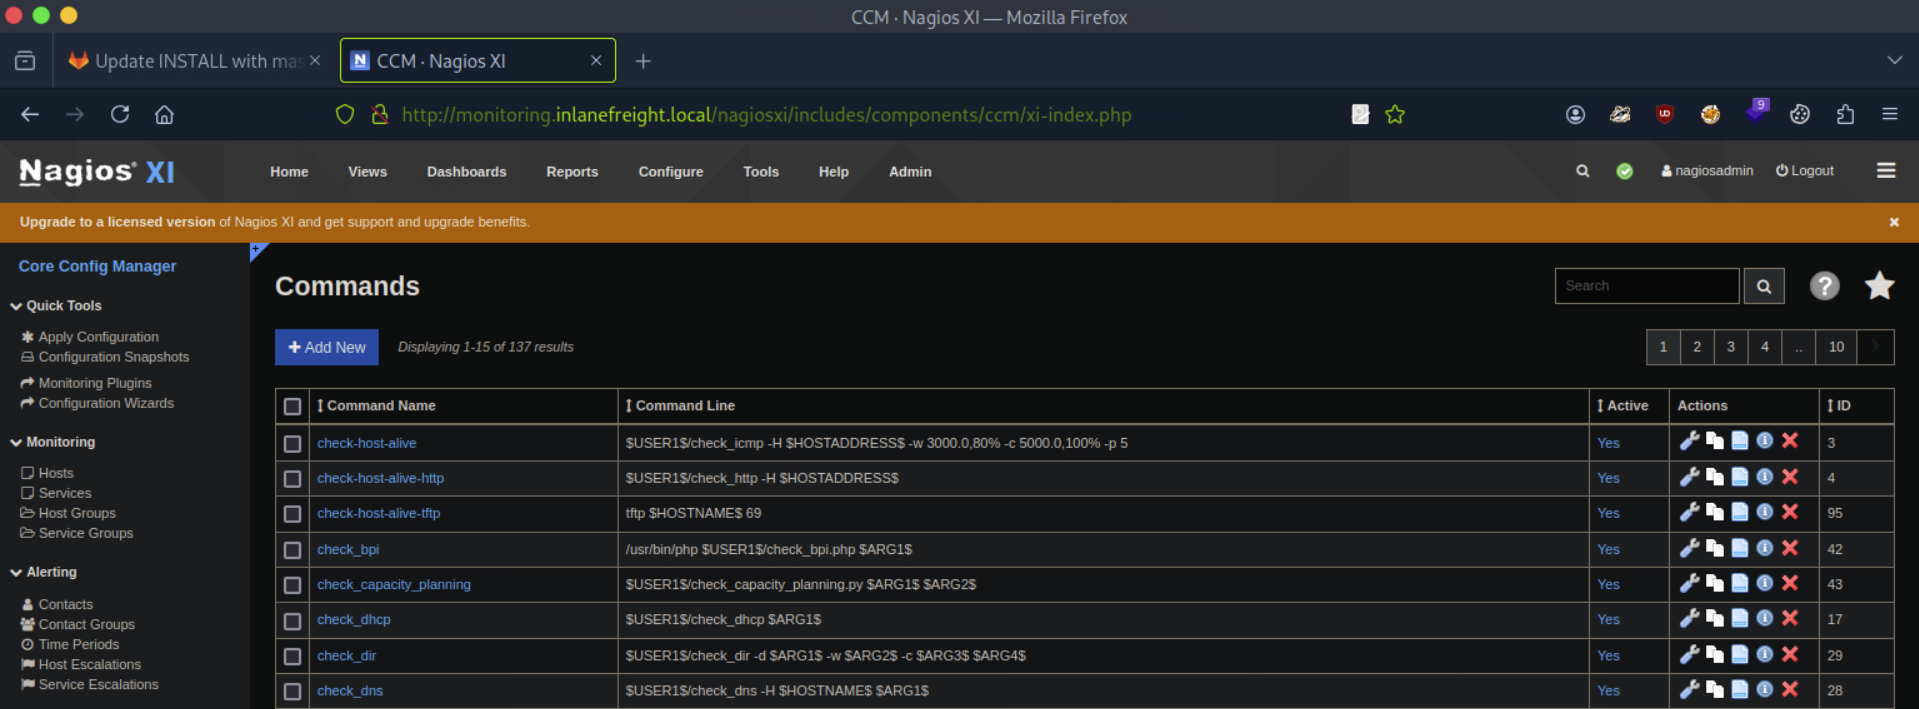 CCM · Nagios XI — Mozilla Firefox
Update INSTALL with mas
CCM · Nagios XI
http://monitoring.inlanefreight.local/nagiosxi/includes/components/ccm/xi-index.php
9
Nagios® XI Home Views Dashboards Reports Configure Tools Help Admin nagiosadmin Logout
Upgrade to a licensed version of Nagios XI and get support and upgrade benefits.
Core Config Manager
Quick Tools
Apply Configuration
Configuration Snapshots
Monitoring Plugins
Configuration Wizards
Monitoring
Hosts
Services
Host Groups
Service Groups
Alerting
Contacts
Contact Groups
Time Periods
Host Escalations
Service Escalations
Commands
Search
+ Add New Displaying 1-15 of 137 results 1 2 3 4 .. 10 >
Command Name Command Line Active Actions ID
check-host-alive $USER1$/check_icmp -H $HOSTADDRESS$ -w 3000.0,80% -c 5000.0,100% -p 5 Yes 3
check-host-alive-http $USER1$/check_http -H $HOSTADDRESS$ Yes 4
check-host-alive-tftp tftp $HOSTNAME$ 69 Yes 95
check_bpi /usr/bin/php $USER1$/check_bpi.php $ARG1$ Yes 42
check_capacity_planning $USER1$/check_capacity_planning.py $ARG1$ $ARG2$ Yes 43
check_dhcp $USER1$/check_dhcp $ARG1$ Yes 17
check_dir $USER1$/check_dir -d $ARG1$ -w $ARG2$ -c $ARG3$ $ARG4$ Yes 29
check_dns $USER1$/check_dns -H $HOSTNAME$ $ARG1$ Yes 28